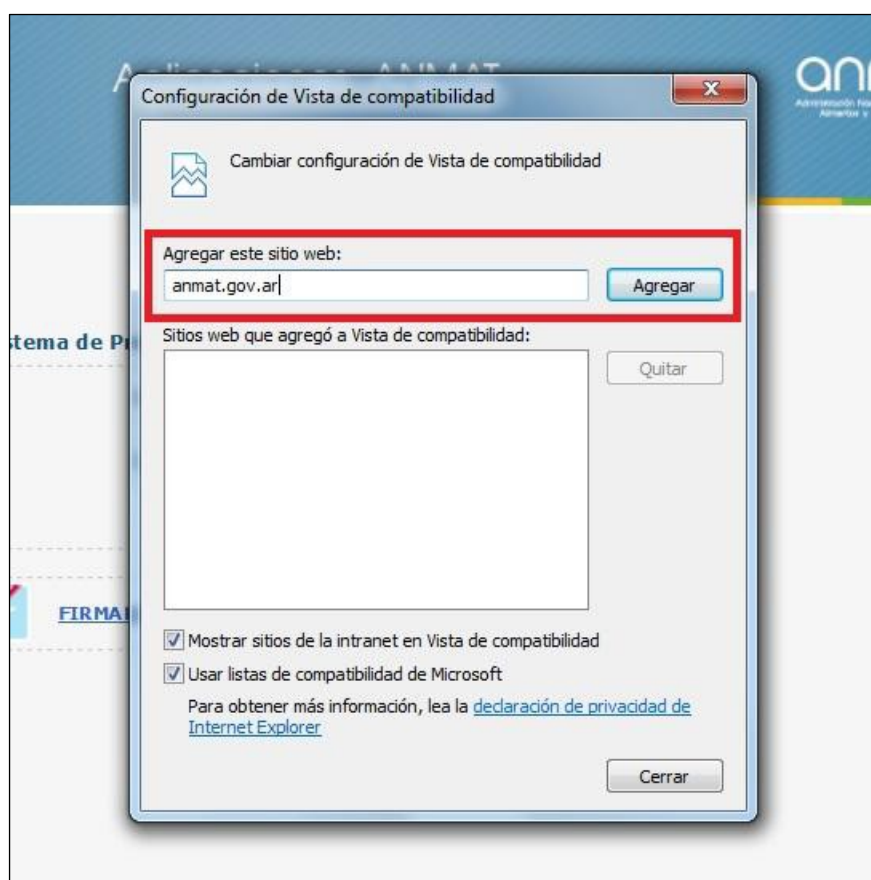 Aplicaciones ANMAT
Configuración de Vista de compatibilidad
Cambiar configuración de Vista de compatibilidad
Agregar este sitio web:
anmat.gov.ar
Agregar
Sitios web que agregó a Vista de compatibilidad:
Quitar
FIRMA
Mostrar sitios de la intranet en Vista de compatibilidad
Usar listas de compatibilidad de Microsoft
Para obtener más información, lea la declaración de privacidad de
Internet Explorer
Cerrar